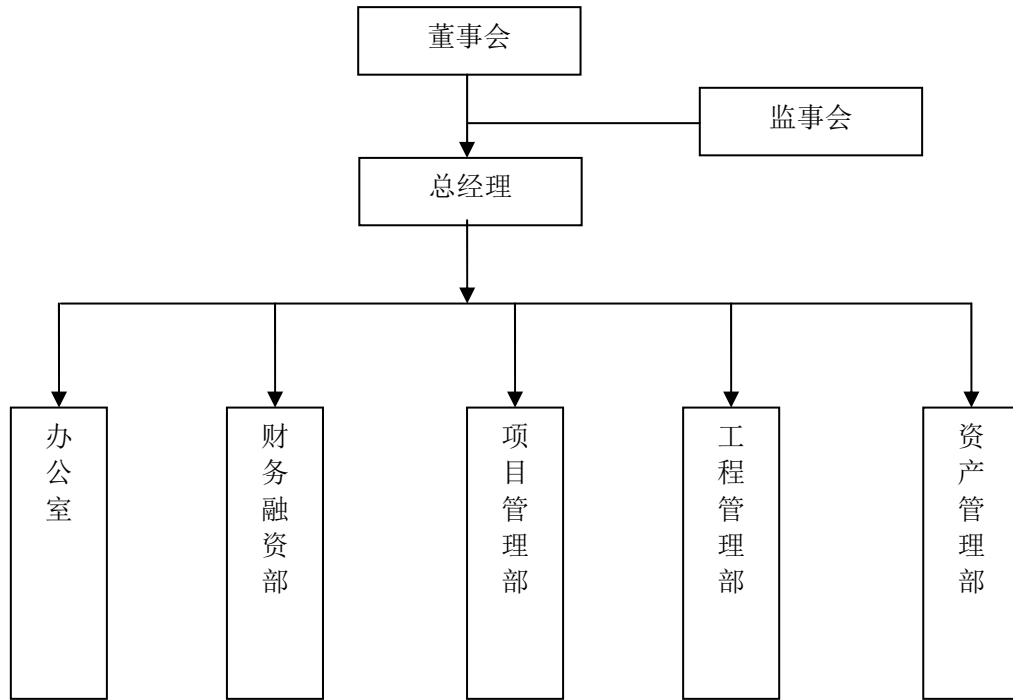 董事会
监事会
总经理
办公室
财务融资部
项目管理部
工程管理部
资产管理部